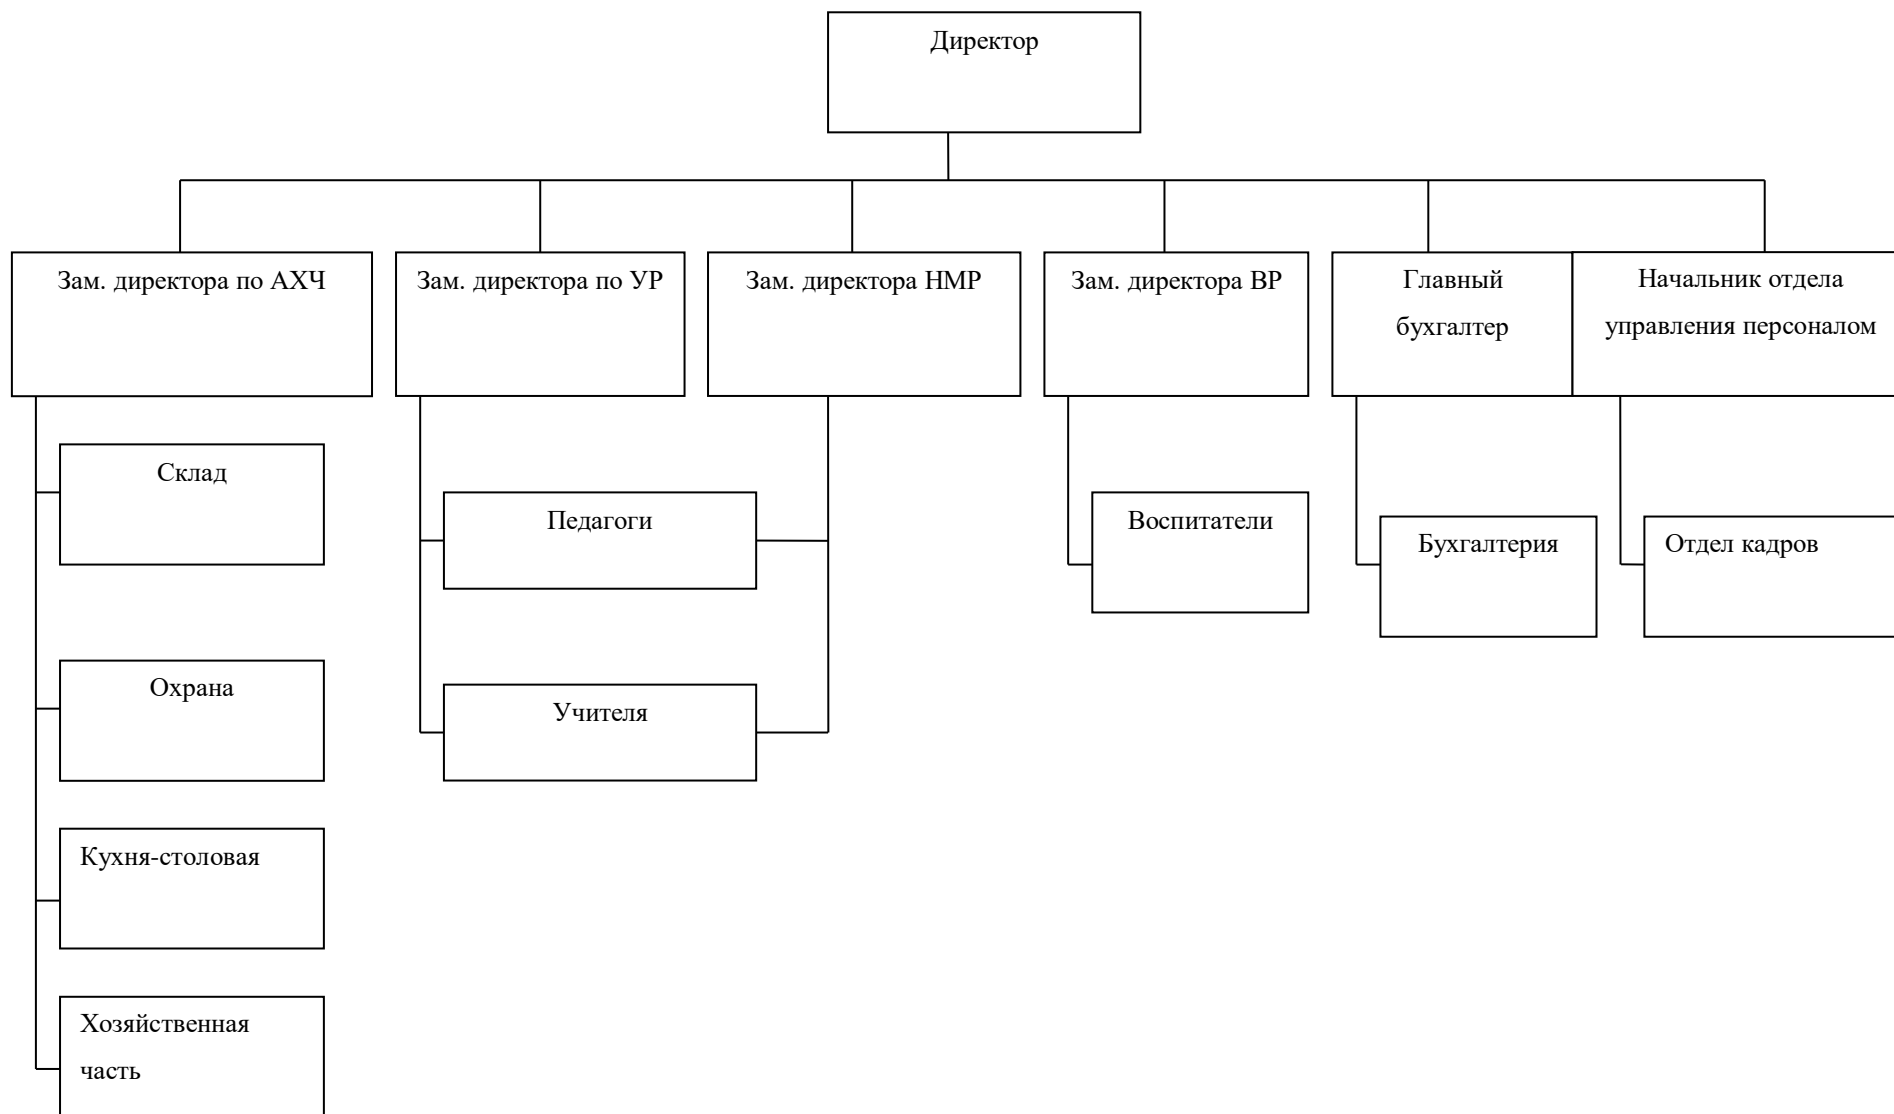 Директор
Зам. директора по АХЧ
Зам. директора по УР
Зам. директора НМР
Зам. директора ВР
Главный
бухгалтер
Начальник отдела
управления персоналом
Склад
Педагоги
Воспитатели
Бухгалтерия
Отдел кадров
Охрана
Учителя
Кухня-столовая
Хозяйственная
часть